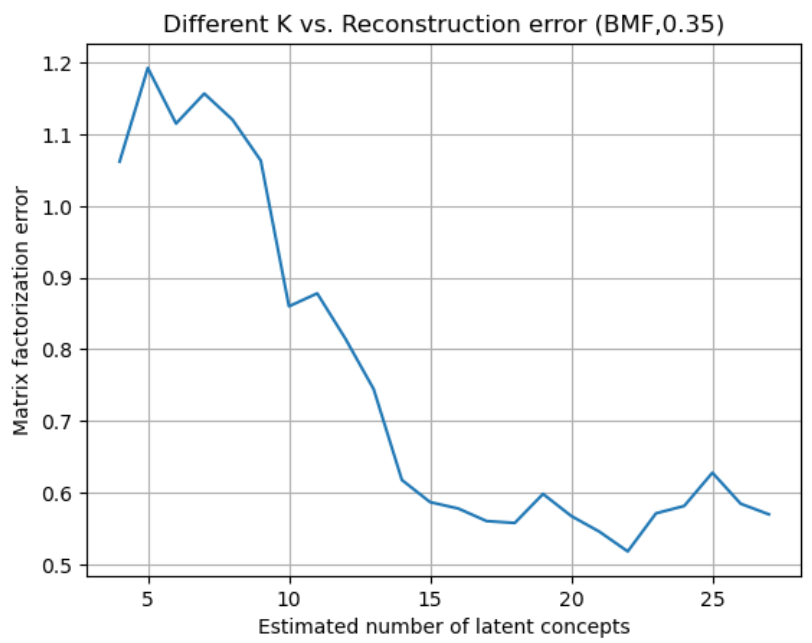 Different K vs. Reconstruction error (BMF,0.35)
Matrix factorization error
1.2
1.1
1.0
0.9
0.8
0.7
0.6
0.5
5 10 15 20 25
Estimated number of latent concepts